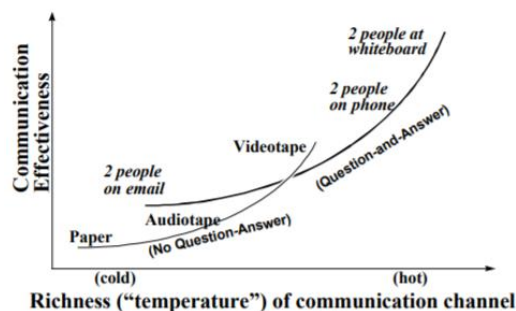 2 people at
whiteboard
2 people
on phone
Communication
Effectiveness
Videotape
(Question-and-Answer)
2 people
on email
Audiotape
Paper
(No Question-Answer)
(cold)
(hot)
Richness (“temperature”) of communication channel